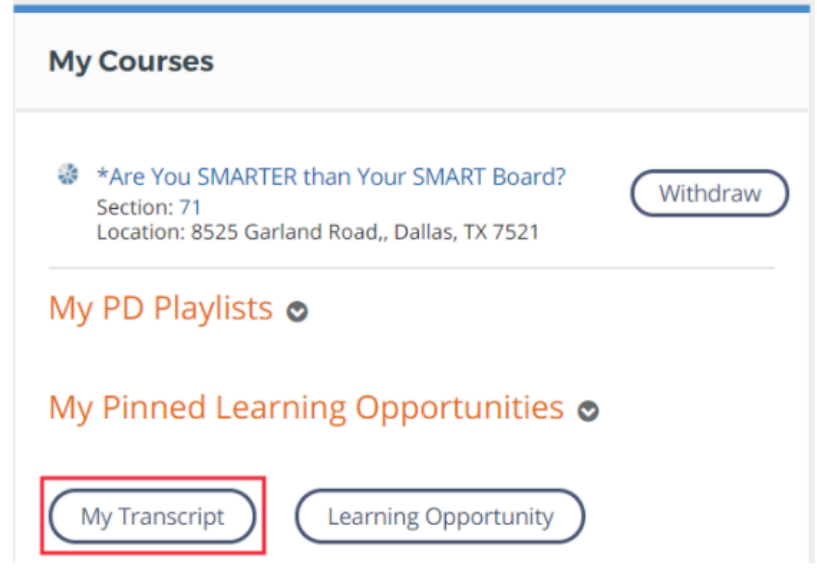 My Courses
*Are You SMARTER than Your SMART Board?
Section: 71
Location: 8525 Garland Road,, Dallas, TX 7521
Withdraw
My PD Playlists
My Pinned Learning Opportunities
My Transcript
Learning Opportunity